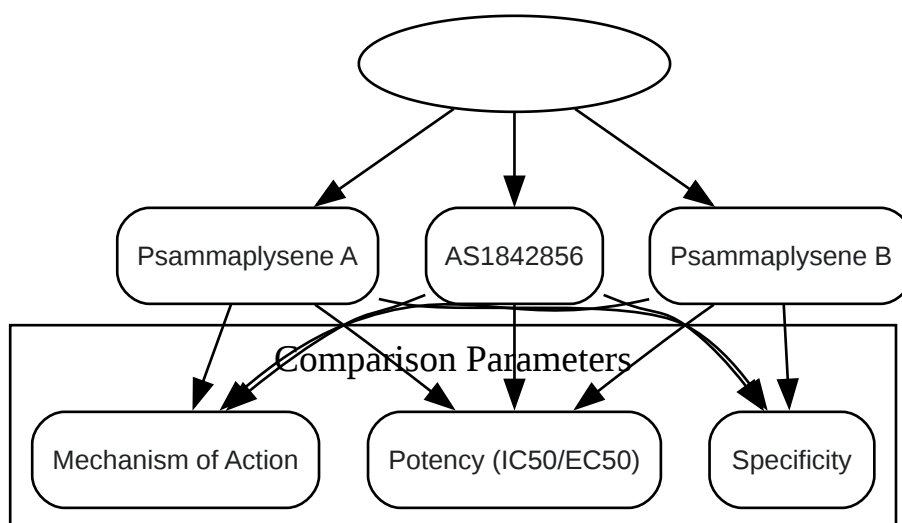 Psammaplysene A
AS1842856
Psammaplysene B
Comparison Parameters
Mechanism of Action
Potency (IC50/EC50)
Specificity